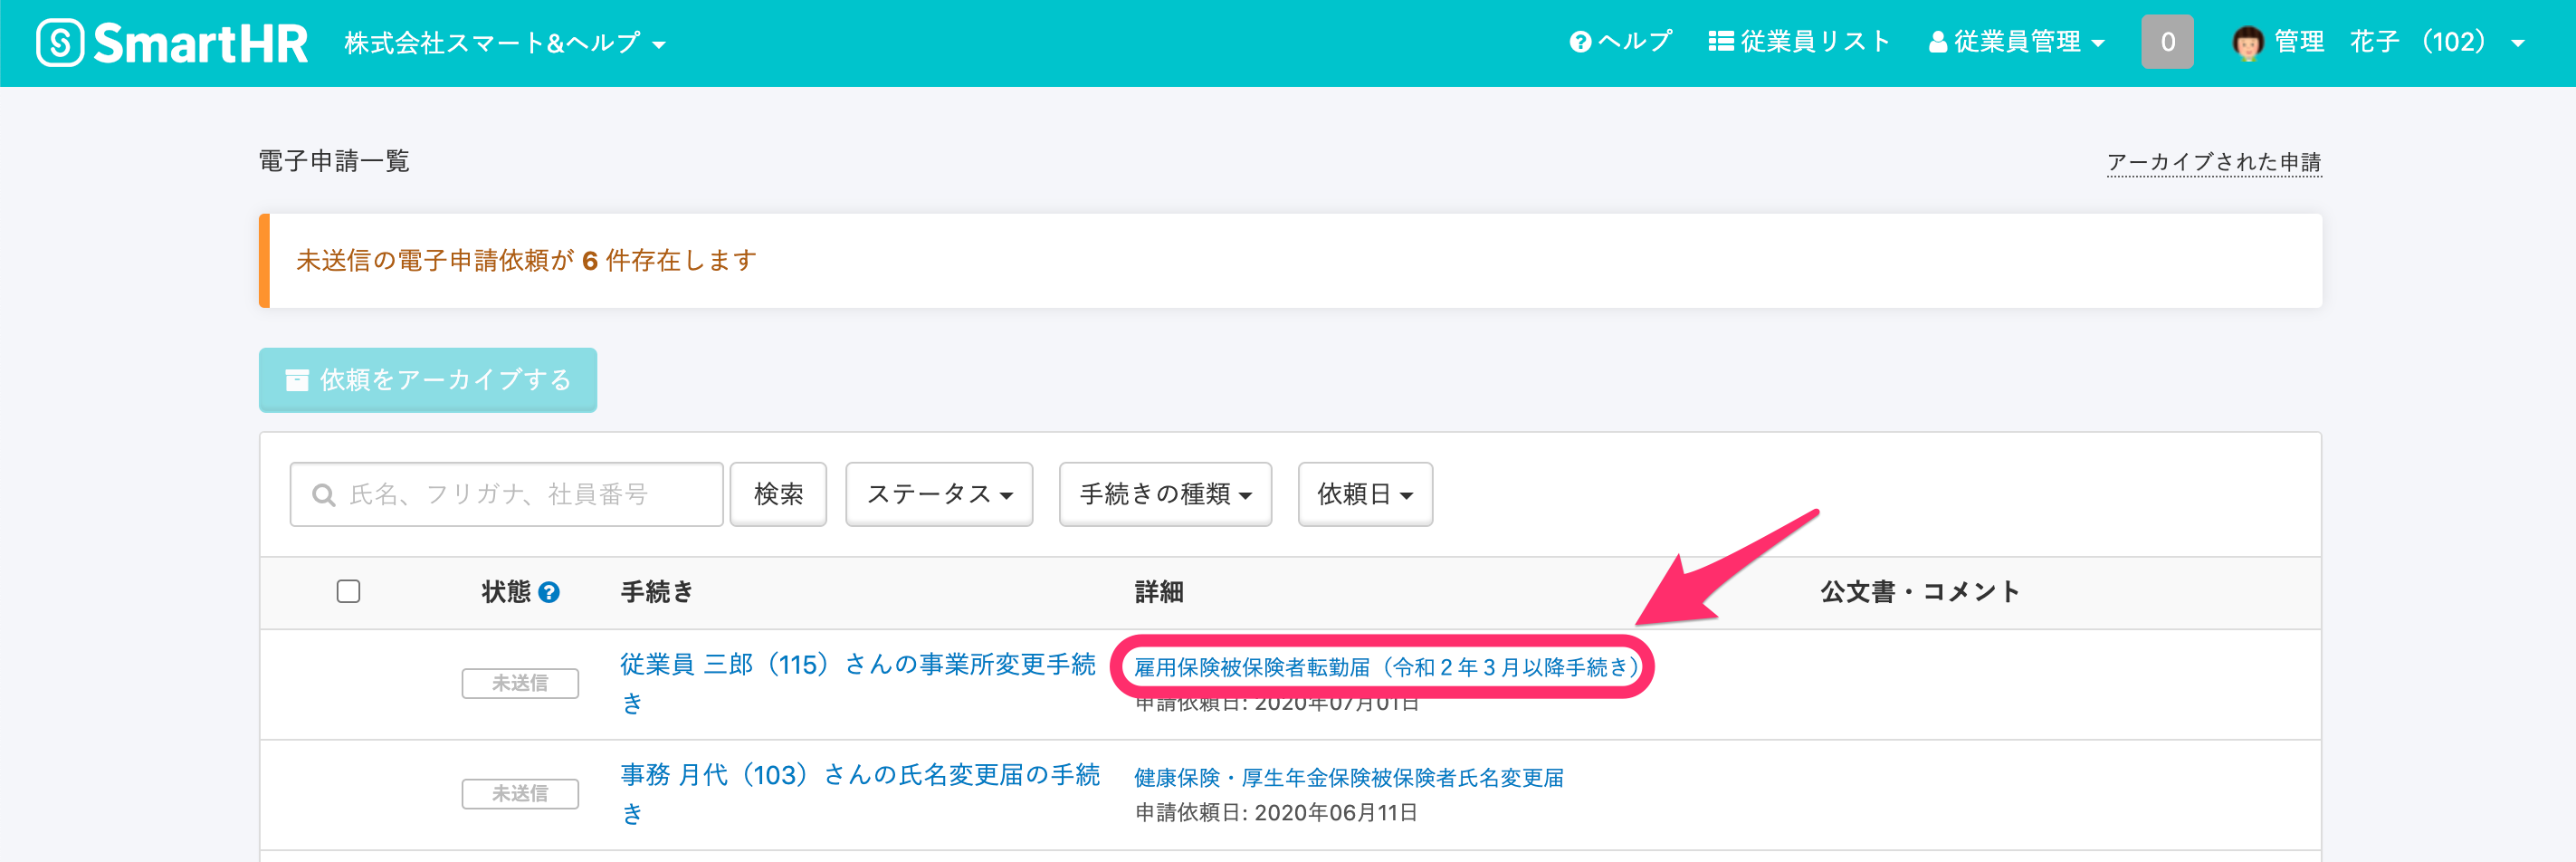 SmartHR 株式会社スマート&ヘルプ ヘルプ 従業員リスト 従業員管理 0 管理 花子 （102）
電子申請一覧 アーカイブされた申請
未送信の電子申請依頼が 6 件存在します
依頼をアーカイブする
氏名、フリガナ、社員番号 検索 ステータス 手続きの種類 依頼日
状態 手続き 詳細 公文書・コメント
未送信 従業員 三郎（115）さんの事業所変更手続
き
雇用保険被保険者転勤届（令和２年３月以降手続き）
申請依頼日: 2020年07月01日
未送信 事務 月代（103）さんの氏名変更届の手続
き
健康保険・厚生年金保険被保険者氏名変更届
申請依頼日: 2020年06月11日